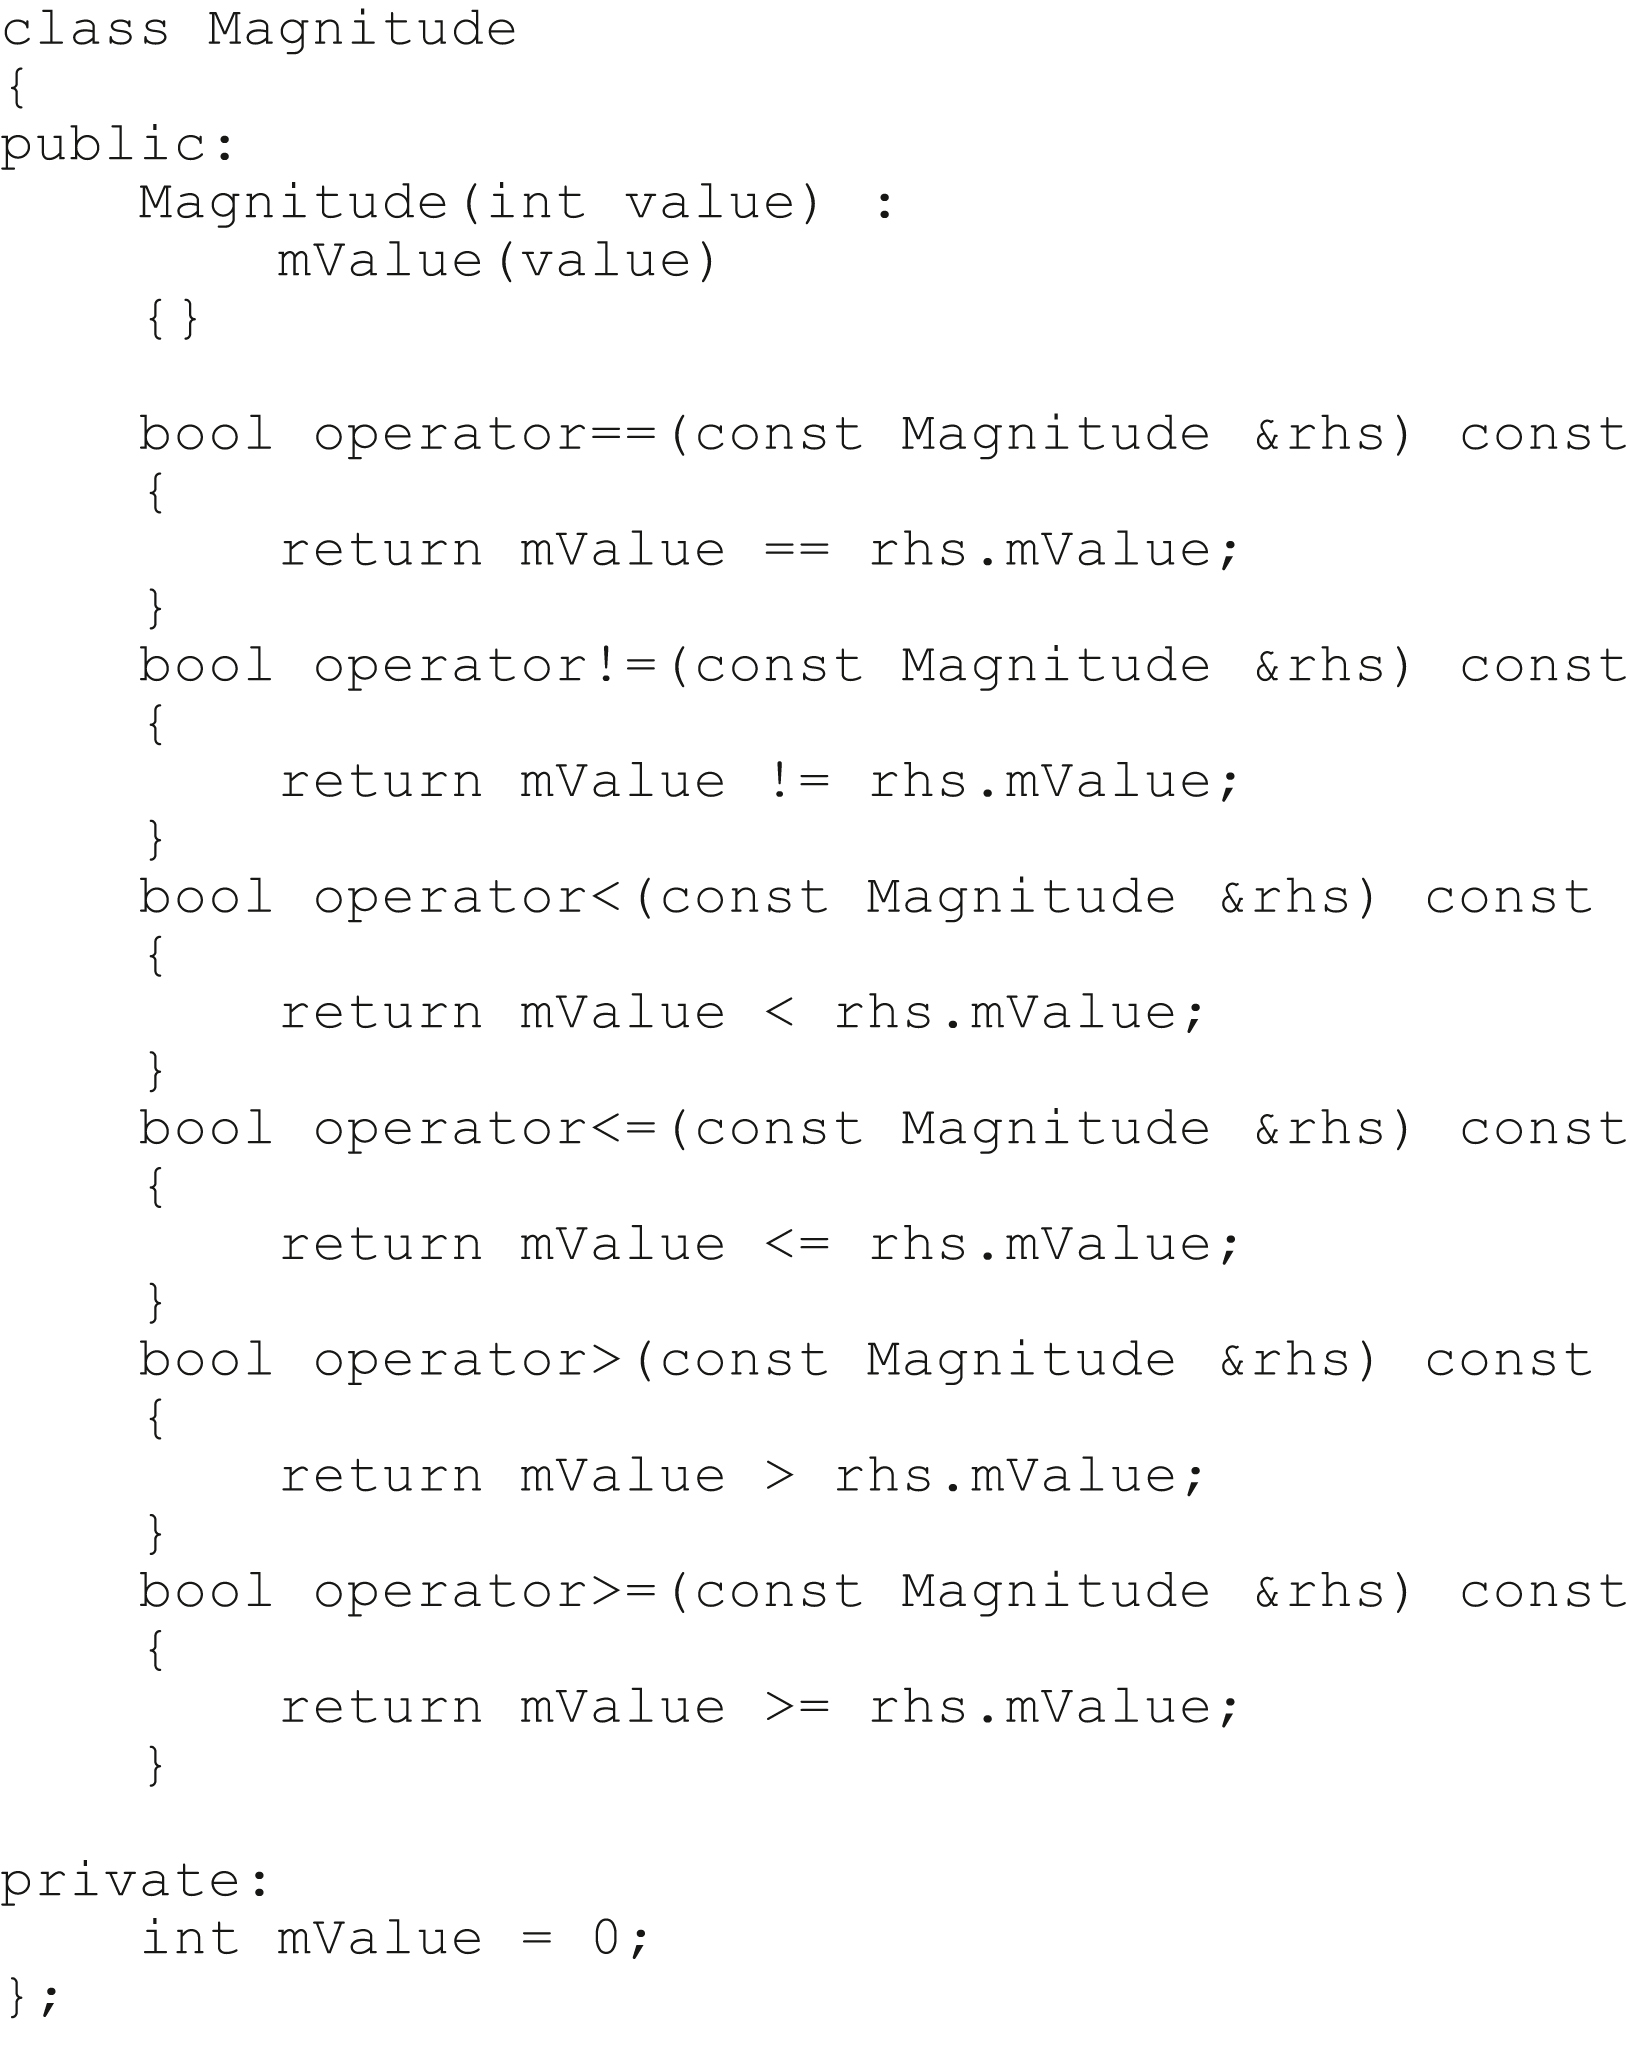 class Magnitude
{
public:
    Magnitude(int value) :
        mValue(value)
    {}

    bool operator==(const Magnitude &rhs) const
    {
        return mValue == rhs.mValue;
    }
    bool operator!=(const Magnitude &rhs) const
    {
        return mValue != rhs.mValue;
    }
    bool operator<(const Magnitude &rhs) const
    {
        return mValue < rhs.mValue;
    }
    bool operator<=(const Magnitude &rhs) const
    {
        return mValue <= rhs.mValue;
    }
    bool operator>(const Magnitude &rhs) const
    {
        return mValue > rhs.mValue;
    }
    bool operator>=(const Magnitude &rhs) const
    {
        return mValue >= rhs.mValue;
    }

private:
    int mValue = 0;
};